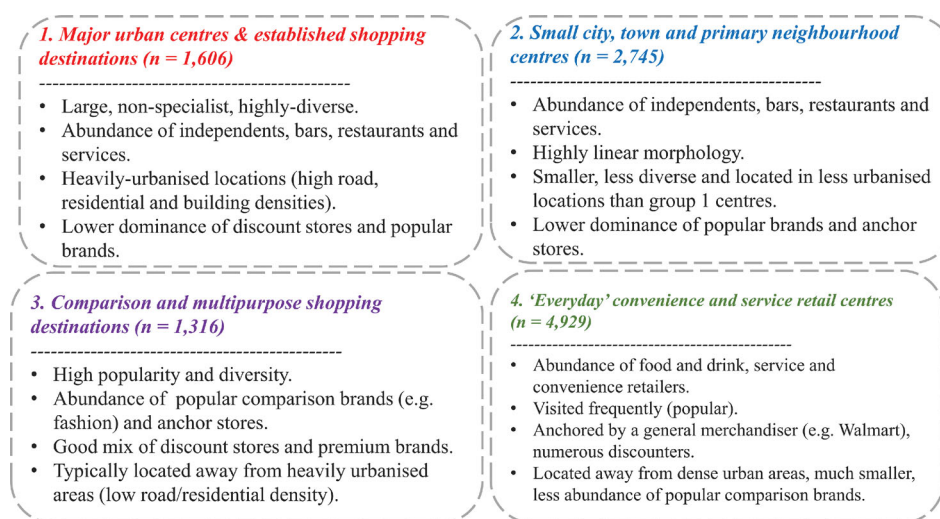 1. Major urban centres & established shopping
destinations (n = 1,606)
--------------------------------------------------
• Large, non-specialist, highly-diverse.
• Abundance of independents, bars, restaurants and
services.
• Heavily-urbanised locations (high road,
residential and building densities).
• Lower dominance of discount stores and popular
brands.
2. Small city, town and primary neighbourhood
centres (n = 2,745)
--------------------------------------------------
• Abundance of independents, bars, restaurants and
services.
• Highly linear morphology.
• Smaller, less diverse and located in less urbanised
locations than group 1 centres.
• Lower dominance of popular brands and anchor
stores.
3. Comparison and multipurpose shopping
destinations (n = 1,316)
--------------------------------------------------
• High popularity and diversity.
• Abundance of popular comparison brands (e.g.
fashion) and anchor stores.
• Good mix of discount stores and premium brands.
• Typically located away from heavily urbanised
areas (low road/residential density).
4. ‘Everyday’ convenience and service retail centres
(n = 4,929)
--------------------------------------------------
• Abundance of food and drink, service and
convenience retailers.
• Visited frequently (popular).
• Anchored by a general merchandiser (e.g. Walmart),
numerous discounters.
• Located away from dense urban areas, much smaller,
less abundance of popular comparison brands.